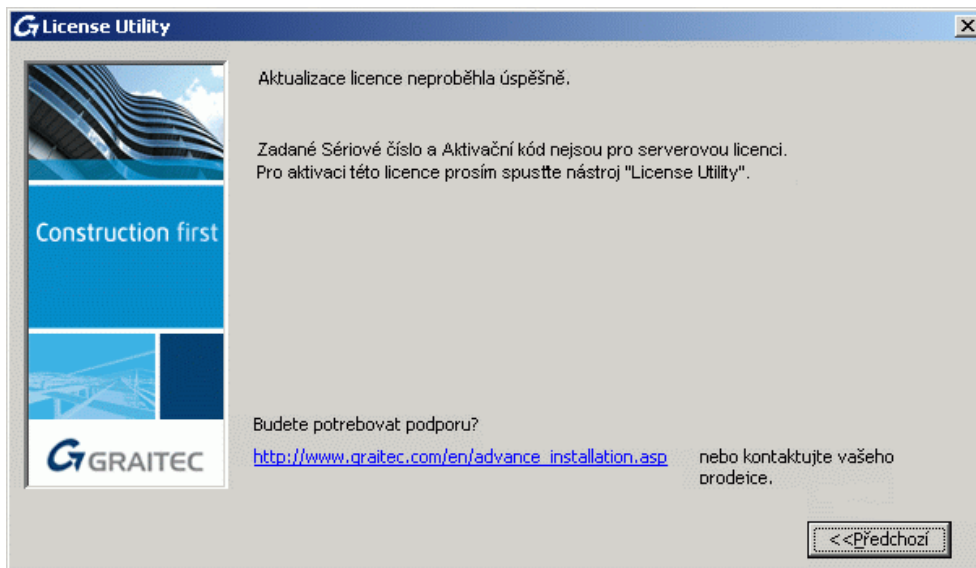 License Utility
Aktualizace licence neproběhla úspěšně.
Zadané Sériové číslo a Aktivační kód nejsou pro serverovou licenci.
Pro aktivaci této licence prosím spusťte nástroj "License Utility".
Construction first
GRAITEC
Budete potrebovat podporu?
http://www.graitec.com/en/advance_installation.asp
nebo kontaktujte vašeho
prodejce.
<<Předchozí